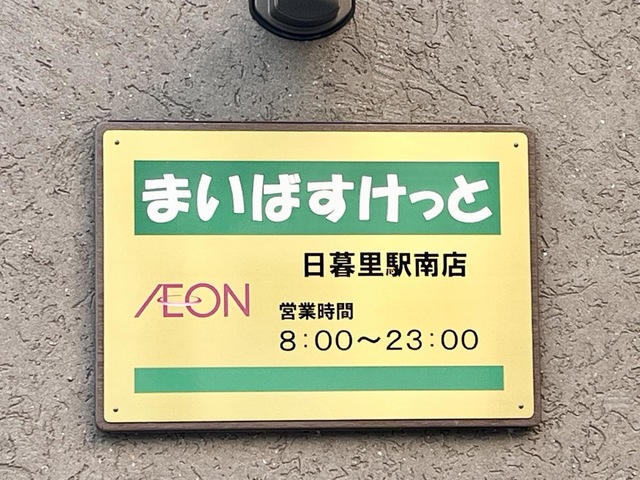 まいばすけっと
日暮里駅南店
ÆON
営業時間
8:00〜23:00